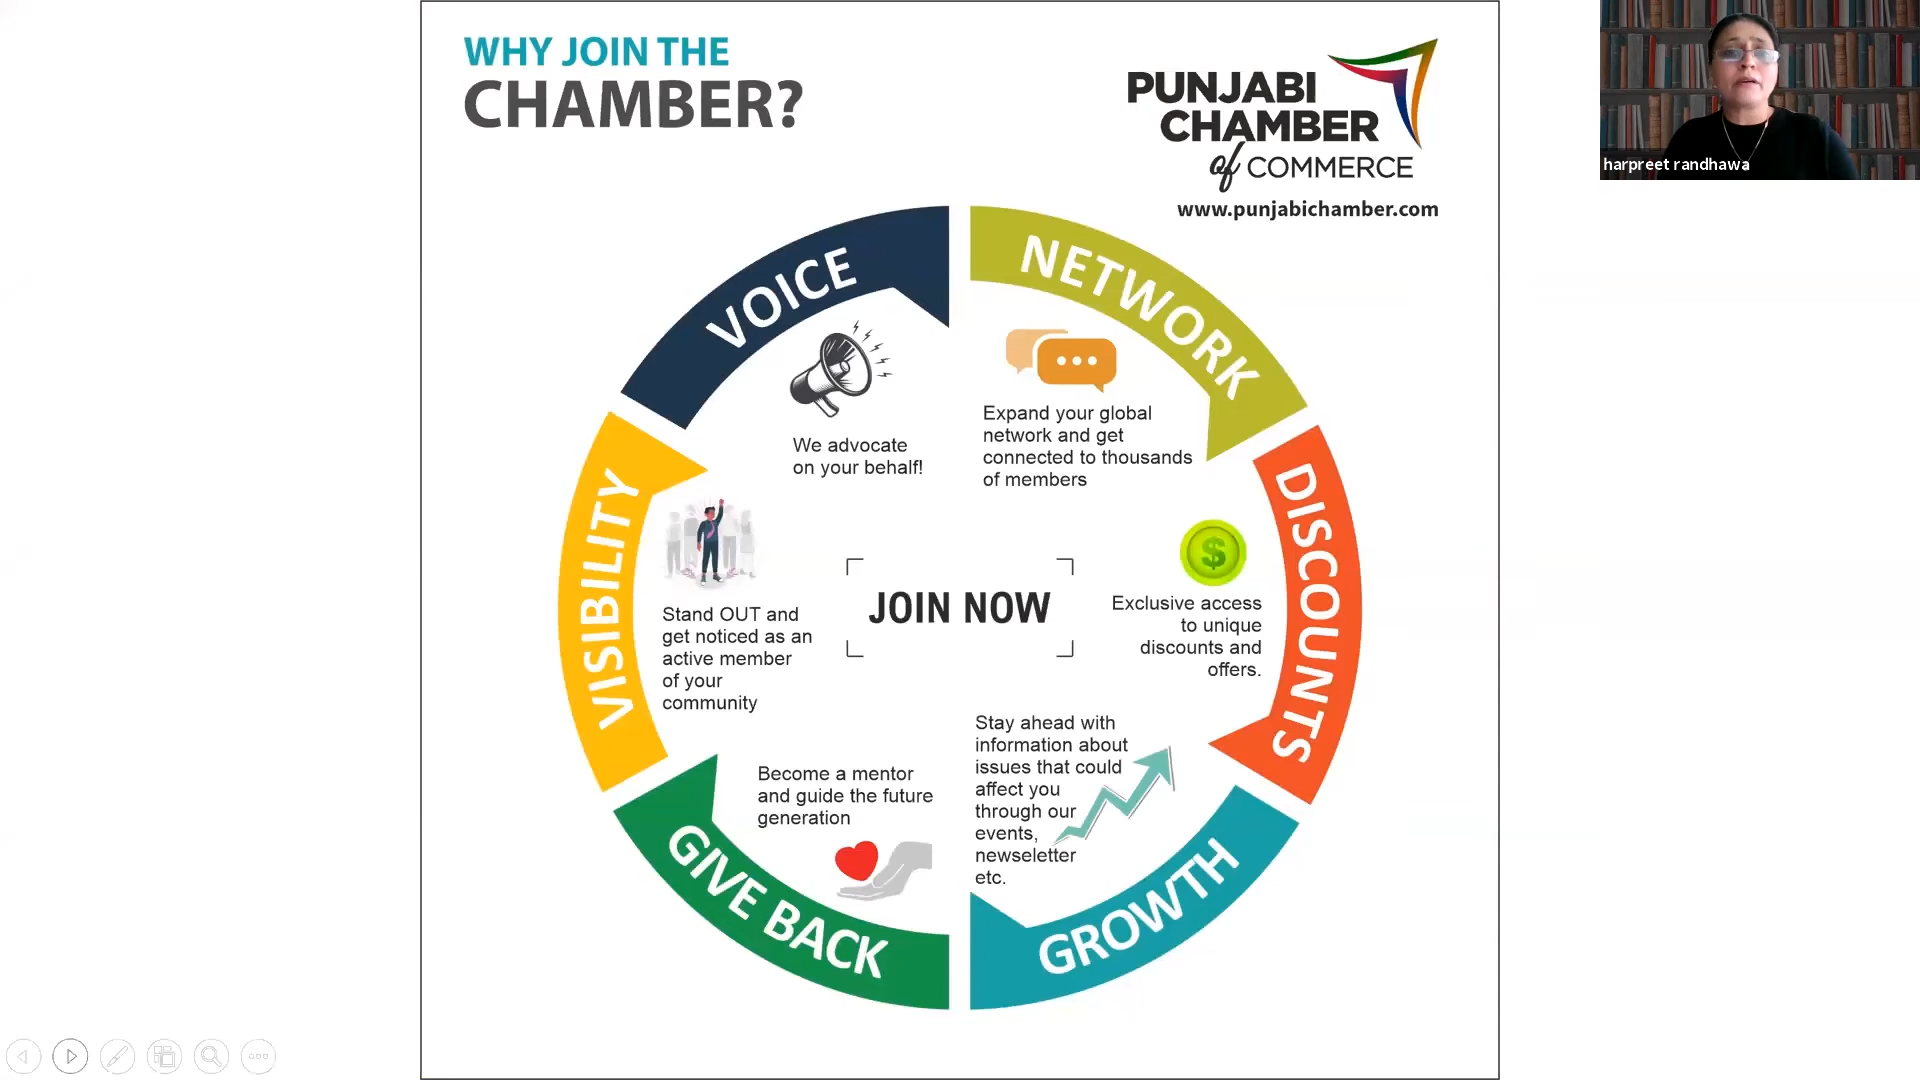 WHY JOIN THE
CHAMBER?
PUNJABI
CHAMBER
of COMMERCE
www.punjabichamber.com
harpreet randhawa
VOICE
We advocate
on your behalf!
NETWORK
Expand your global
network and get
connected to thousands
of members
DISCOUNTS
Exclusive access
to unique
discounts and
offers.
GROWTH
Stay ahead with
information about
issues that could
affect you
through our
events,
newseletter
etc.
GIVE BACK
Become a mentor
and guide the future
generation
VISIBILITY
Stand OUT and
get noticed as an
active member
of your
community
JOIN NOW